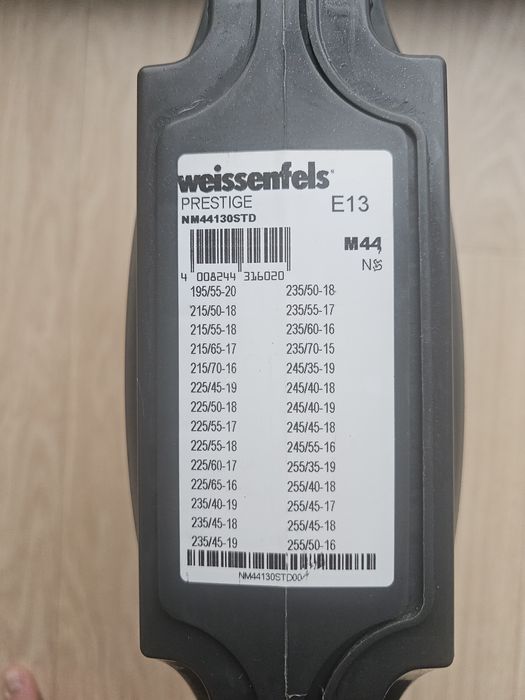 weissenfels®
PRESTIGE
E13
NM44130STD
M44
4 008244 316020
195/55-20 235/50-18
215/50-18 235/55-17
215/55-18 235/60-16
215/65-17 235/70-15
215/70-16 245/35-19
225/45-19 245/40-18
225/50-18 245/40-19
225/55-17 245/45-18
225/55-18 245/55-16
225/60-17 255/35-19
225/65-16 255/40-18
235/40-19 255/45-17
235/45-18 255/45-18
235/45-19 255/50-16